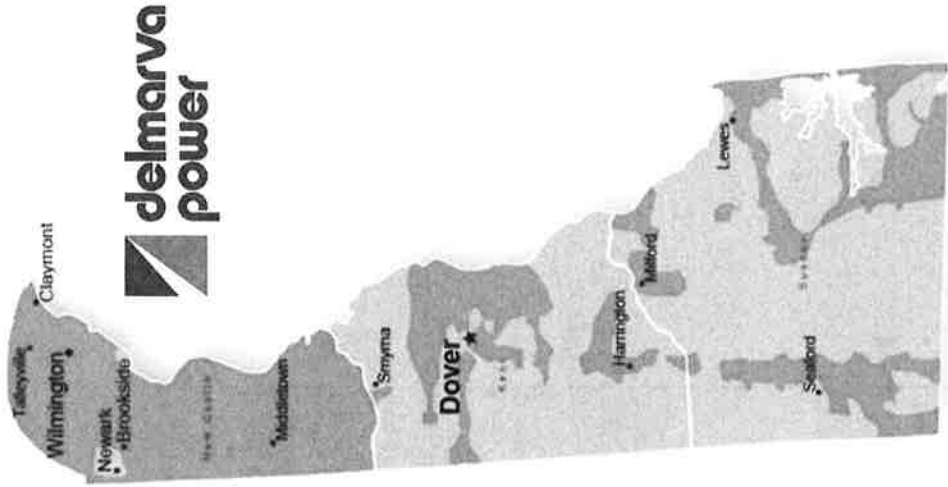 delmarva
power
Claymont
Talleyville
Wilmington
Newark
Brookside
New Castle
Middletown
Smyrna
Dover
Kent
Harrington
Milford
Lewes
Sussex
Seaford